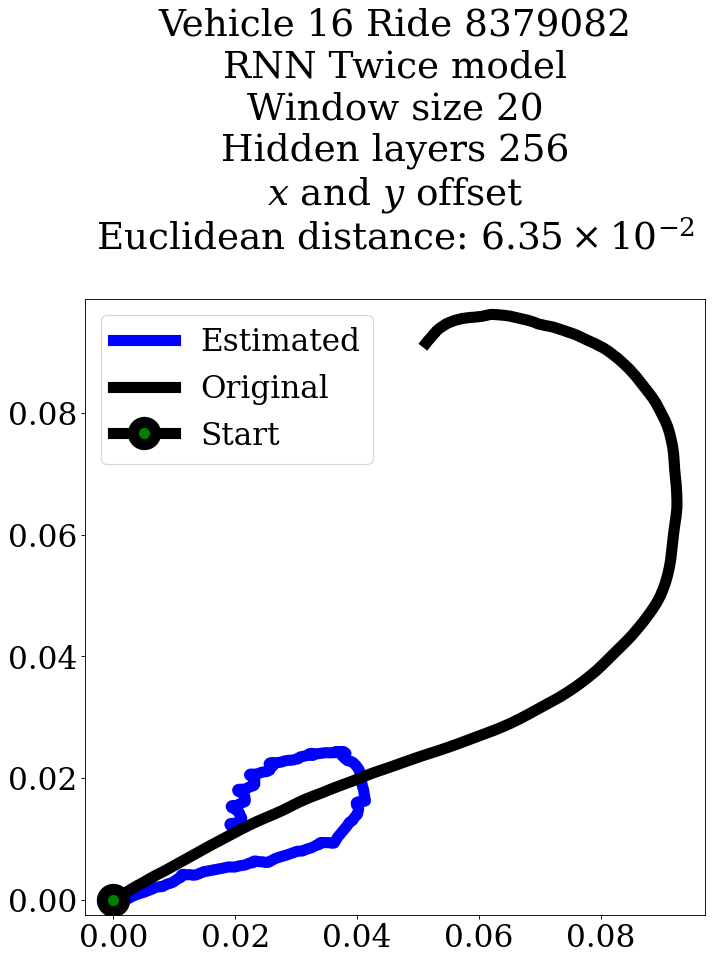 Vehicle 16 Ride 8379082
RNN Twice model
Window size 20
Hidden layers 256
x and y offset
Euclidean distance: 6.35 × 10⁻²
Estimated
Original
Start
0.08
0.06
0.04
0.02
0.00
0.00 0.02 0.04 0.06 0.08